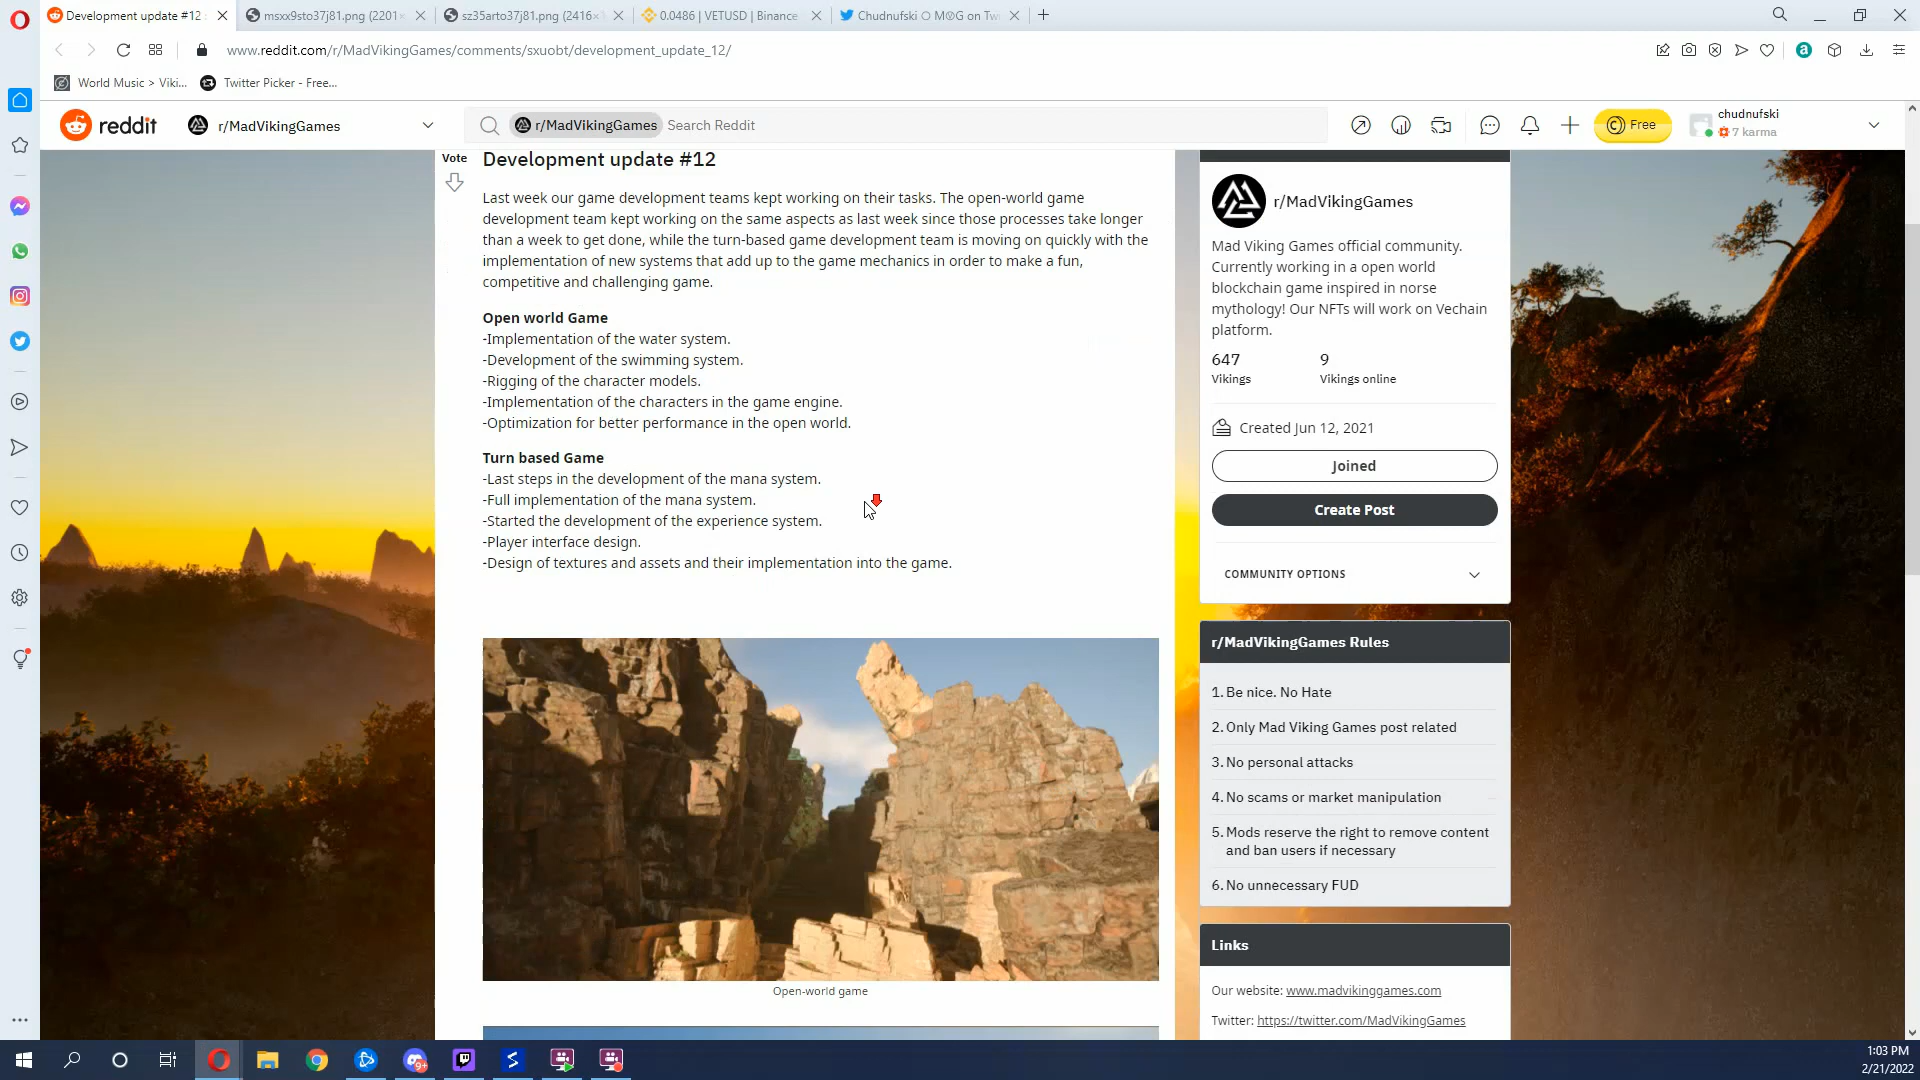 Development update #12 :
msxx9sto37j81.png (2201×
sz35arto37j81.png (2416×1
0.0486 | VETUSD | Binance
Chudnufski ⬡ M⦻G on Tw
www.reddit.com/r/MadVikingGames/comments/sxuobt/development_update_12/
World Music > Viki...
Twitter Picker - Free...
reddit
r/MadVikingGames
r/MadVikingGames
Search Reddit
Free
chudnufski
7 karma
Vote
Development update #12
Last week our game development teams kept working on their tasks. The open-world game
development team kept working on the same aspects as last week since those processes take longer
than a week to get done, while the turn-based game development team is moving on quickly with the
implementation of new systems that add up to the game mechanics in order to make a fun,
competitive and challenging game.
Open world Game
-Implementation of the water system.
-Development of the swimming system.
-Rigging of the character models.
-Implementation of the characters in the game engine.
-Optimization for better performance in the open world.
Turn based Game
-Last steps in the development of the mana system.
-Full implementation of the mana system.
-Started the development of the experience system.
-Player interface design.
-Design of textures and assets and their implementation into the game.
Open-world game
r/MadVikingGames
Mad Viking Games official community.
Currently working in a open world
blockchain game inspired in norse
mythology! Our NFTs will work on Vechain
platform.
647
9
Vikings
Vikings online
Created Jun 12, 2021
Joined
Create Post
COMMUNITY OPTIONS
r/MadVikingGames Rules
1. Be nice. No Hate
2. Only Mad Viking Games post related
3. No personal attacks
4. No scams or market manipulation
5. Mods reserve the right to remove content
and ban users if necessary
6. No unnecessary FUD
Links
Our website: www.madvikinggames.com
Twitter: https://twitter.com/MadVikingGames
9+
1:03 PM
2/21/2022